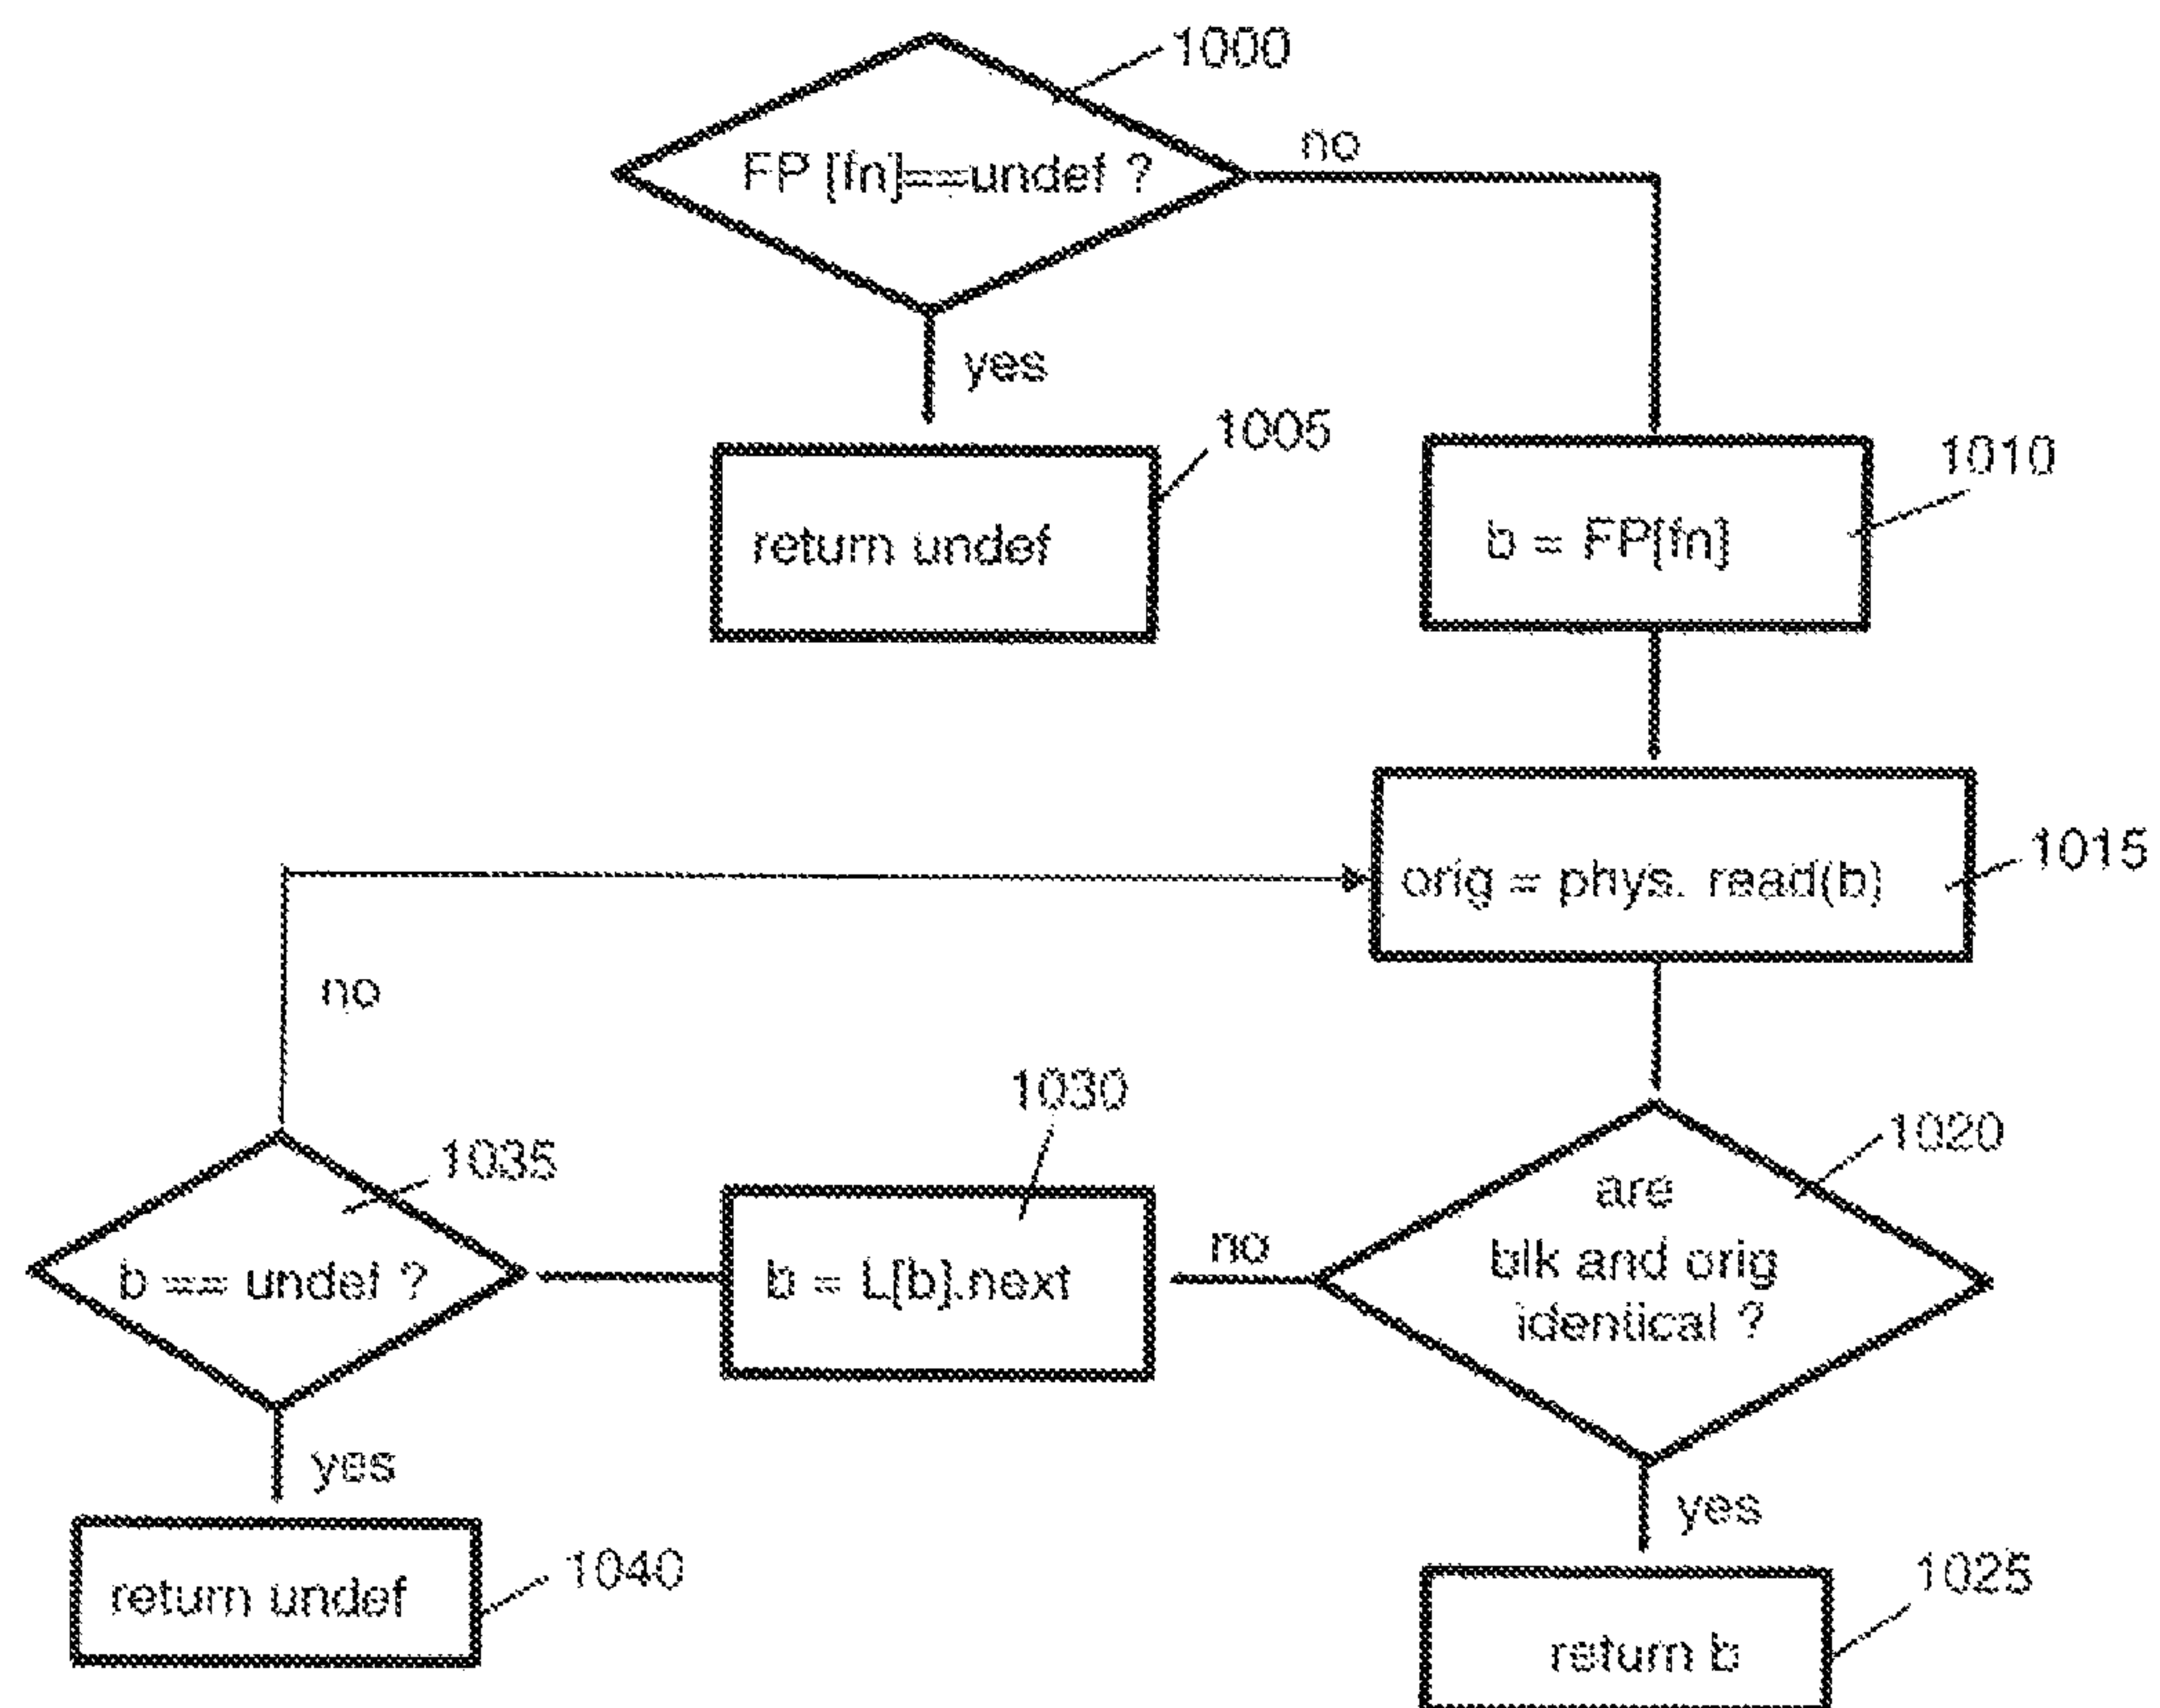 1000
FP [fn]==undef ?
no
yes
1005
return undef
1010
b = FP[fn]
1015
orig = phys. read(b)
no
1030
1035
1020
are
blk and orig
identical ?
no
b = L[b].next
b == undef ?
yes
yes
1040
return undef
1025
return b